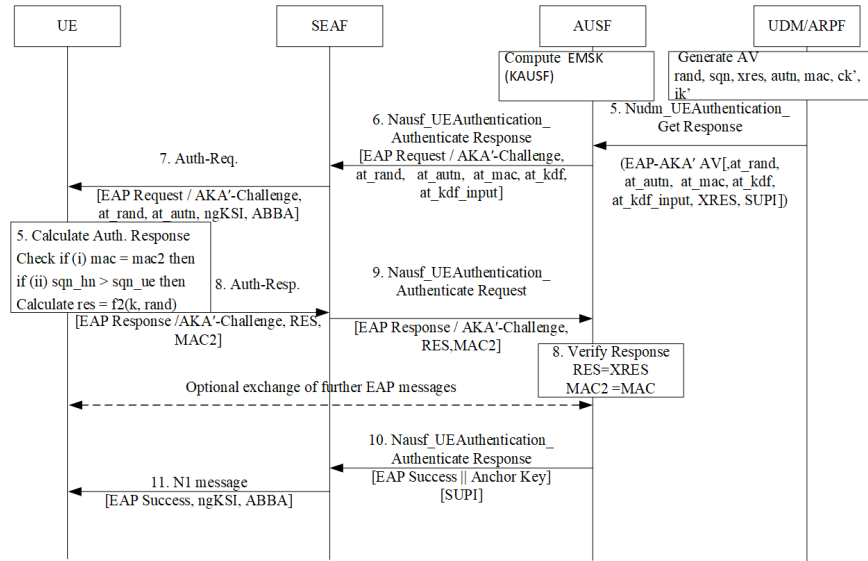 UE
SEAF
AUSF
UDM/ARPF
Compute EMSK
(KAUSF)
Generate AV
rand, sqn, xres, autn, mac, ck’,
ik’
5. Nudm_UEAuthentication_
Get Response
(EAP-AKA′ AV[,at_rand,
at_autn, at_mac, at_kdf,
at_kdf_input, XRES, SUPI])
6. Nausf_UEAuthentication_
Authenticate Response
[EAP Request / AKA′-Challenge,
at_rand, at_autn, at_mac, at_kdf,
at_kdf_input]
7. Auth-Req.
[EAP Request / AKA′-Challenge,
at_rand, at_autn, ngKSI, ABBA]
5. Calculate Auth. Response
Check if (i) mac = mac2 then
if (ii) sqn_hn > sqn_ue then
Calculate res = f2(k, rand)
8. Auth-Resp.
[EAP Response /AKA′-Challenge, RES,
MAC2]
9. Nausf_UEAuthentication_
Authenticate Request
[EAP Response / AKA′-Challenge,
RES,MAC2]
8. Verify Response
RES=XRES
MAC2 =MAC
Optional exchange of further EAP messages
10. Nausf_UEAuthentication_
Authenticate Response
[EAP Success || Anchor Key]
[SUPI]
11. N1 message
[EAP Success, ngKSI, ABBA]